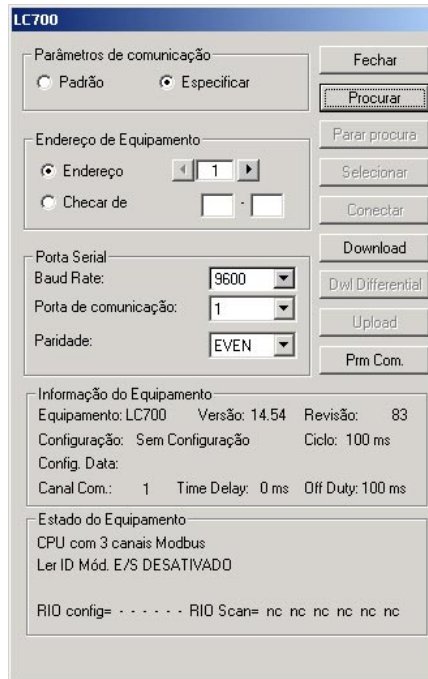 LC700
Parâmetros de comunicação
Padrão Especificar
Fechar
Procurar
Parar procura
Selecionar
Conectar
Download
Dwl Differential
Upload
Prm Com.
Endereço de Equipamento
Endereço 1
Checar de -
Porta Serial
Baud Rate: 9600
Porta de comunicação: 1
Paridade: EVEN
Informação do Equipamento
Equipamento: LC700 Versão: 14.54 Revisão: 83
Configuração: Sem Configuração Ciclo: 100 ms
Config. Data:
Canal Com.: 1 Time Delay: 0 ms Off Duty: 100 ms
Estado do Equipamento
CPU com 3 canais Modbus
Ler ID Mód. E/S DESATIVADO
RIO config= - - - - - - RIO Scan= nc nc nc nc nc nc